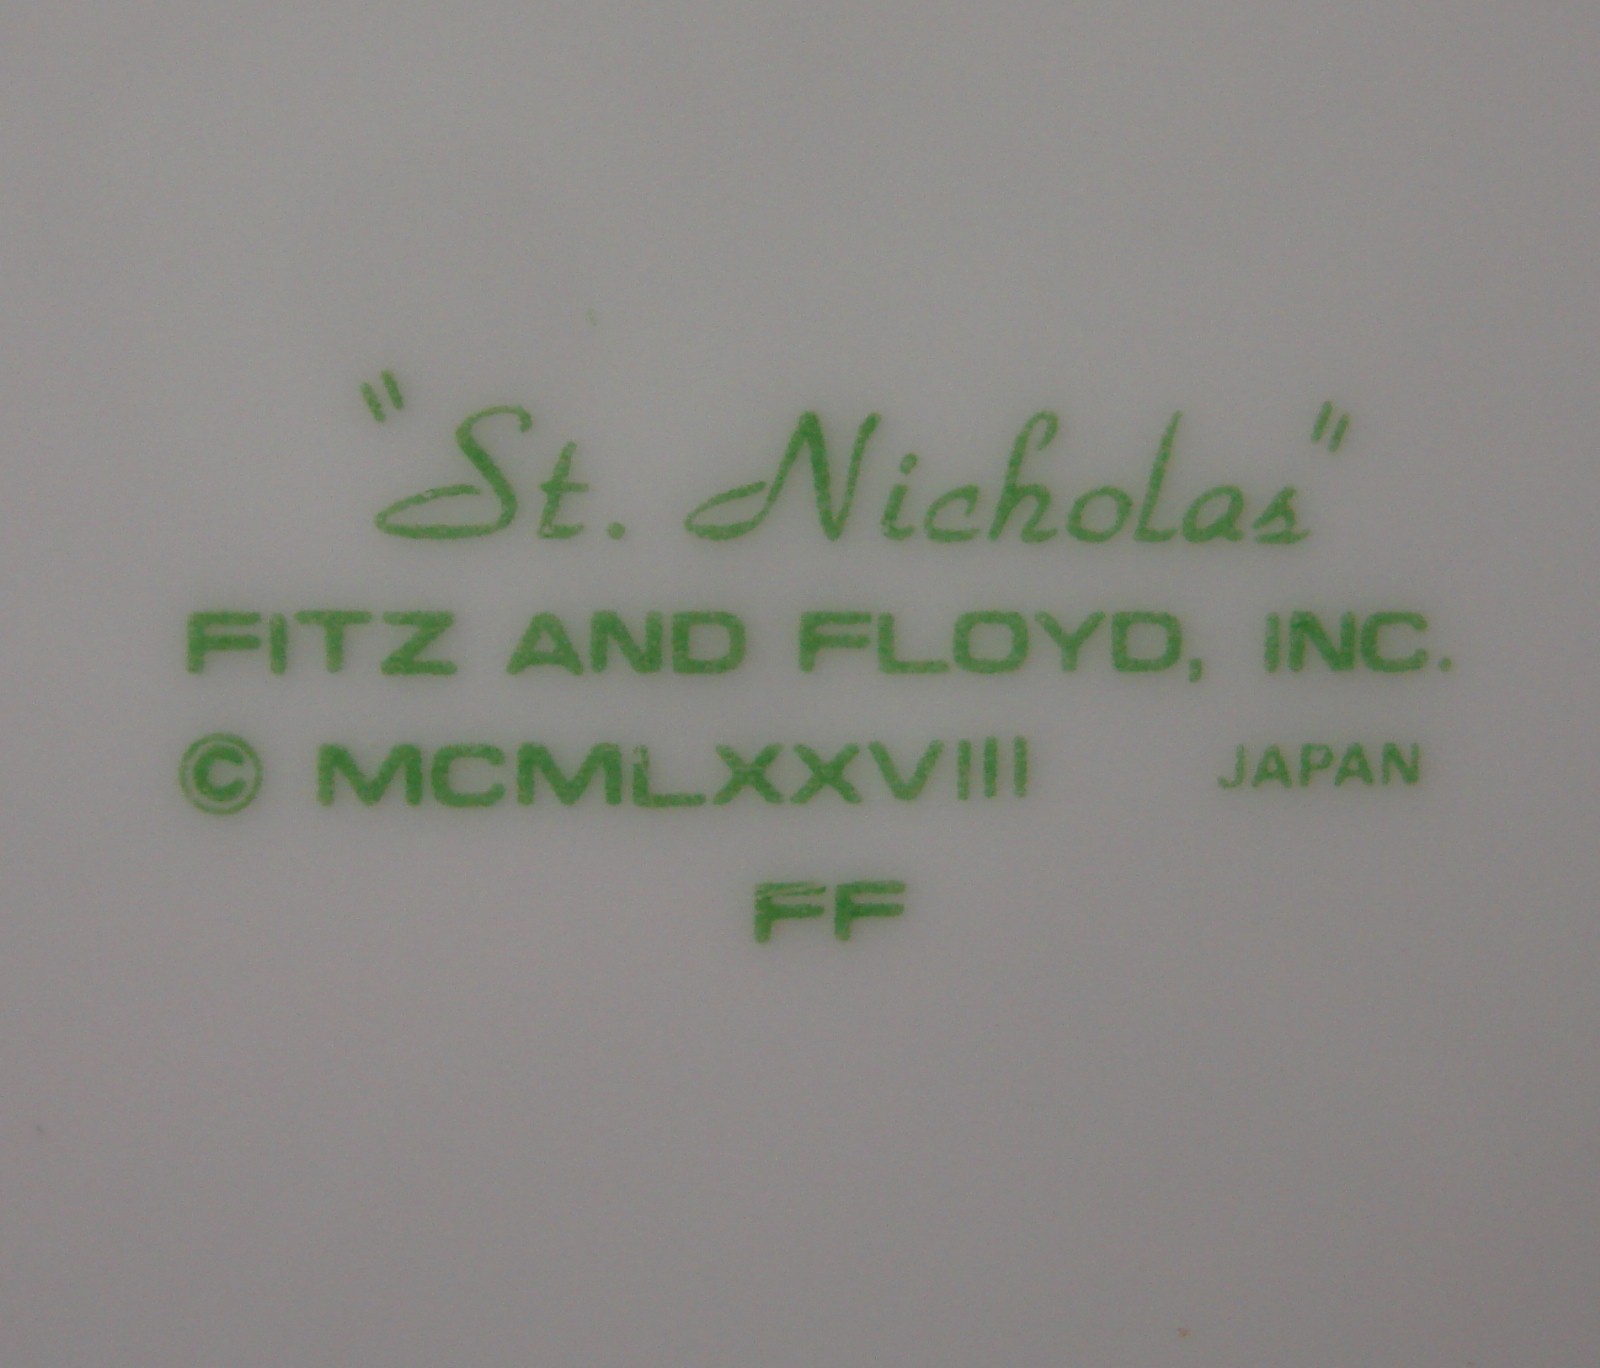 "St. Nicholas"
FITZ AND FLOYD, INC.
© MCMLXXVIII JAPAN
FF